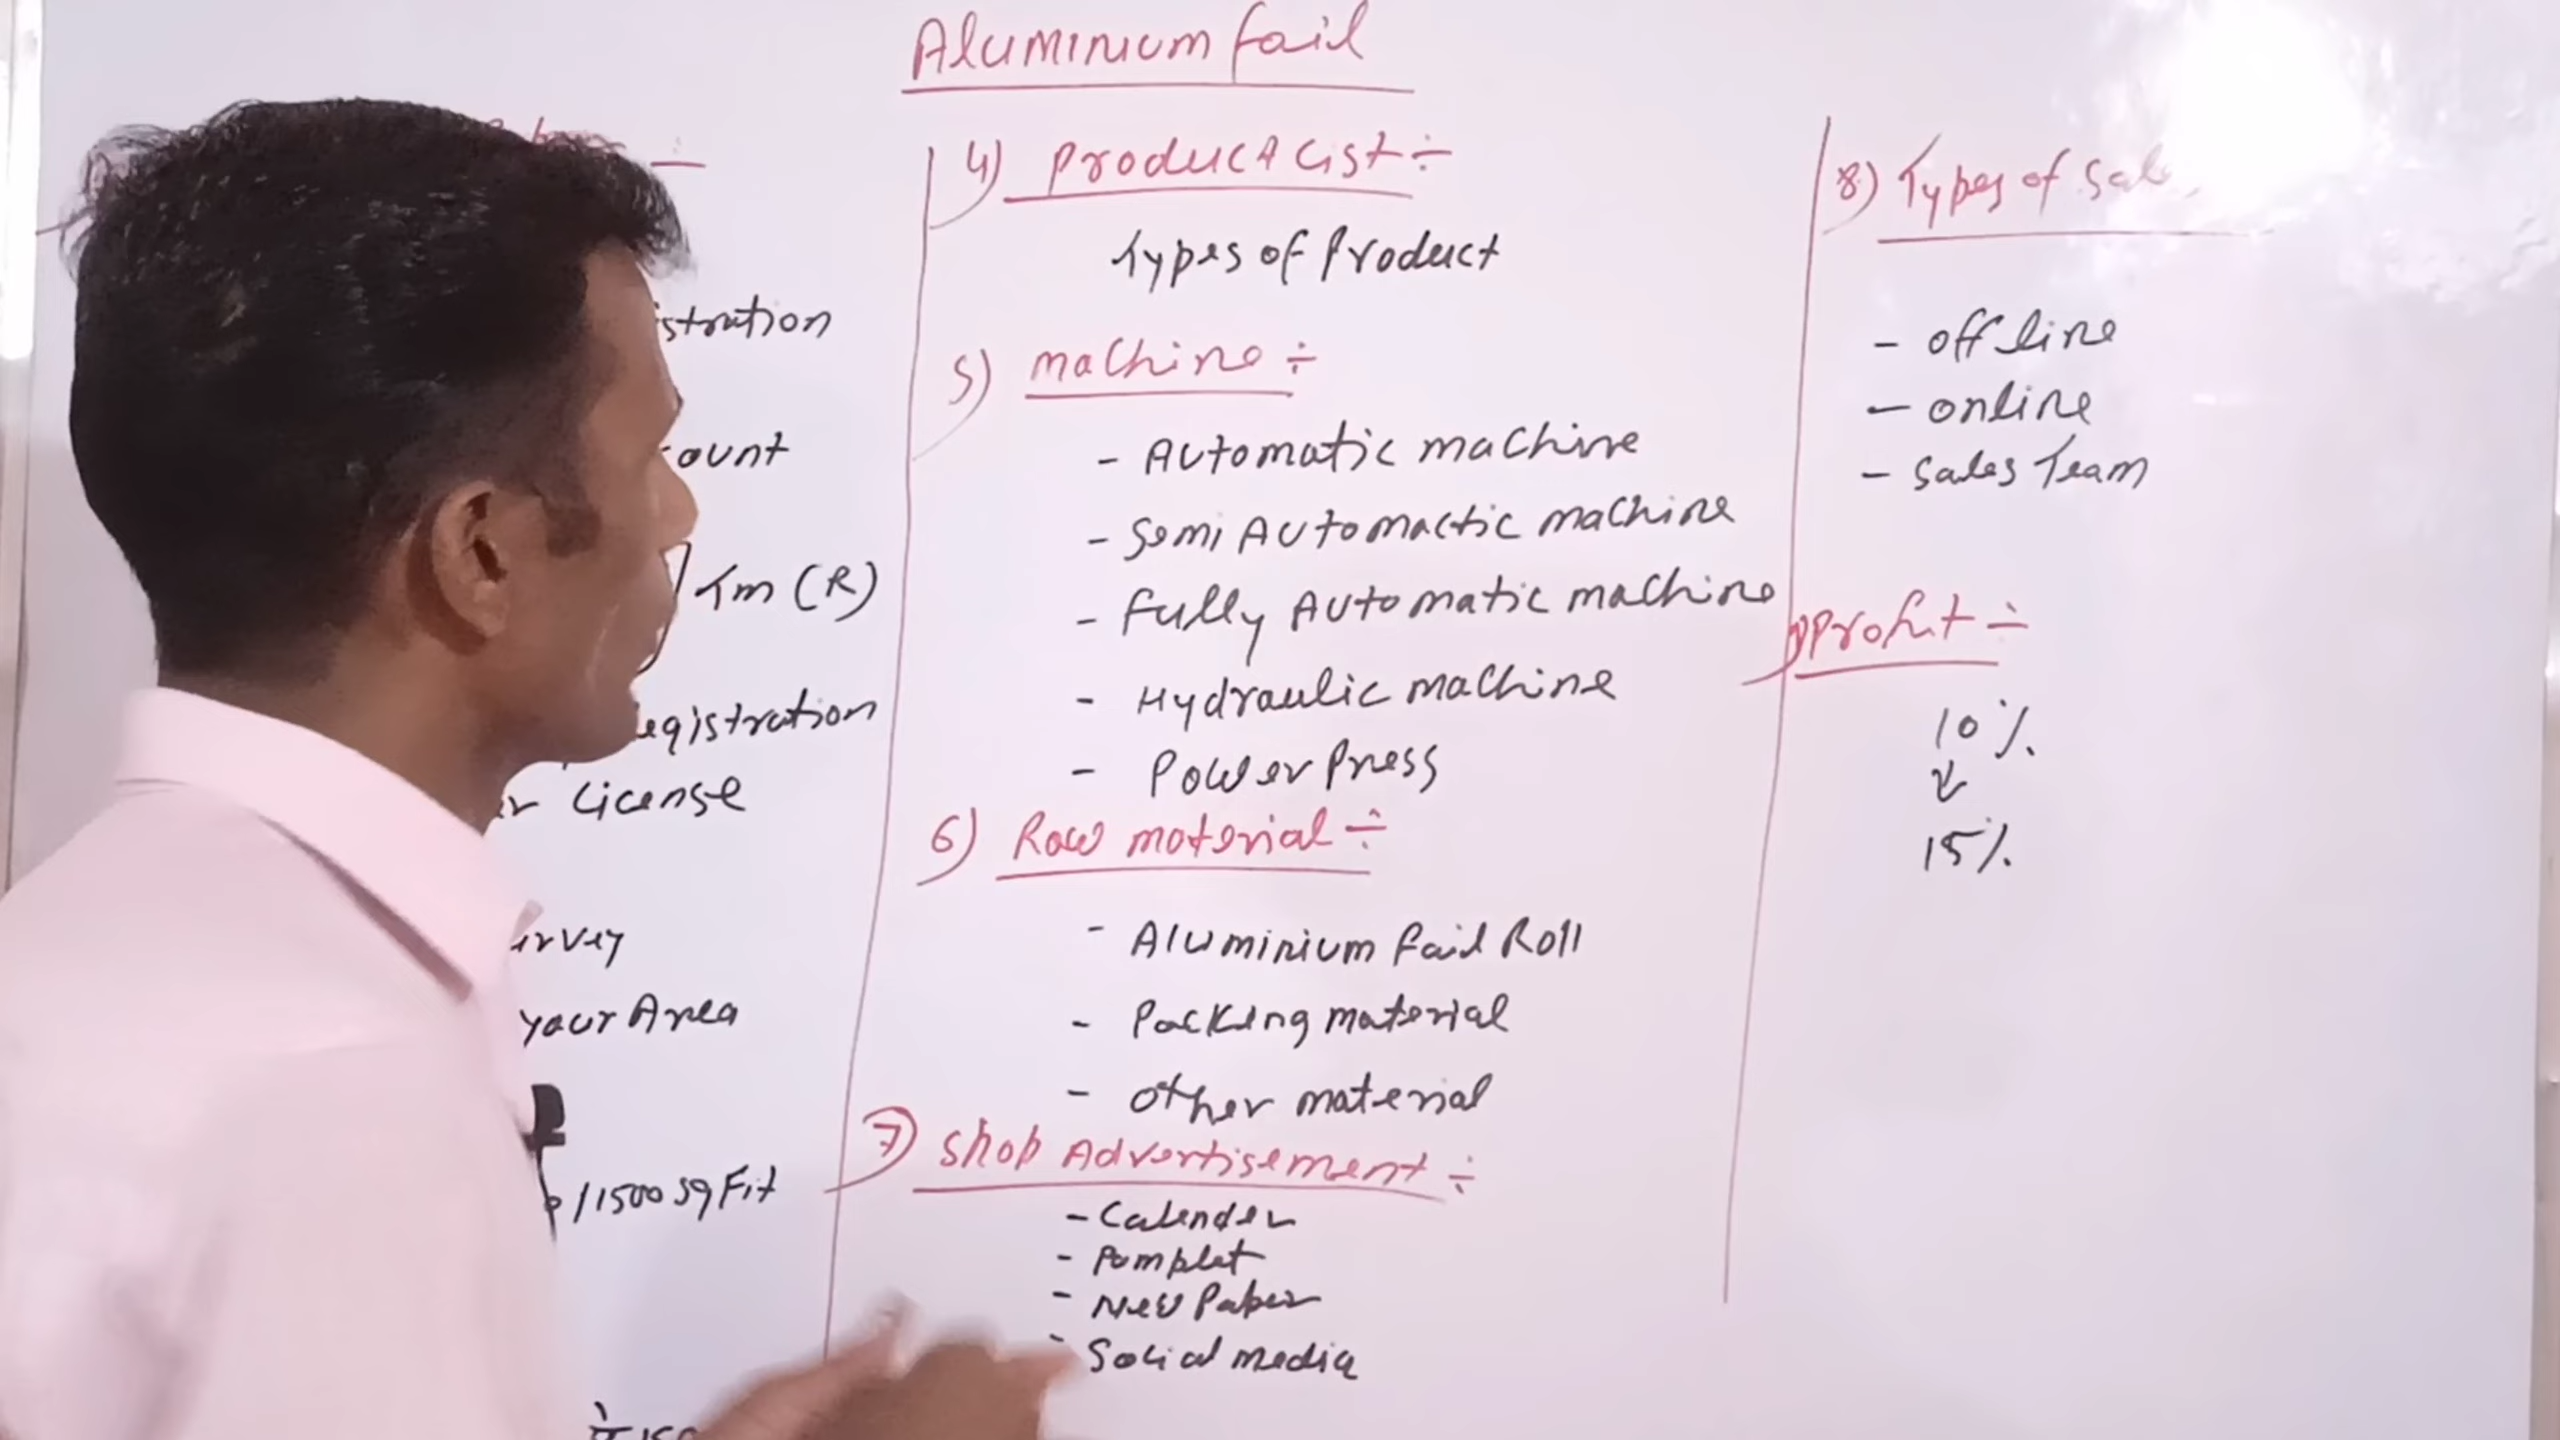 Aluminium fail
istration
ount
Tm (R)
egistration
er License
urvey
your Area
/1500 sq Fit
4) Product List ÷
Types of Product
5) machine ÷
- Automatic machine
- Semi Automactic machine
- Fully Automatic machine
- Hydraulic machine
- Power Press
6) Raw material ÷
- Aluminium fail Roll
- Packing material
- other material
7) Shop Advertisement ÷
- Calender
- Pamplet
- New Paper
- Social media
8) Types of Sal
- offline
- online
- Sales Team
Profit ÷
10%
↓
15%